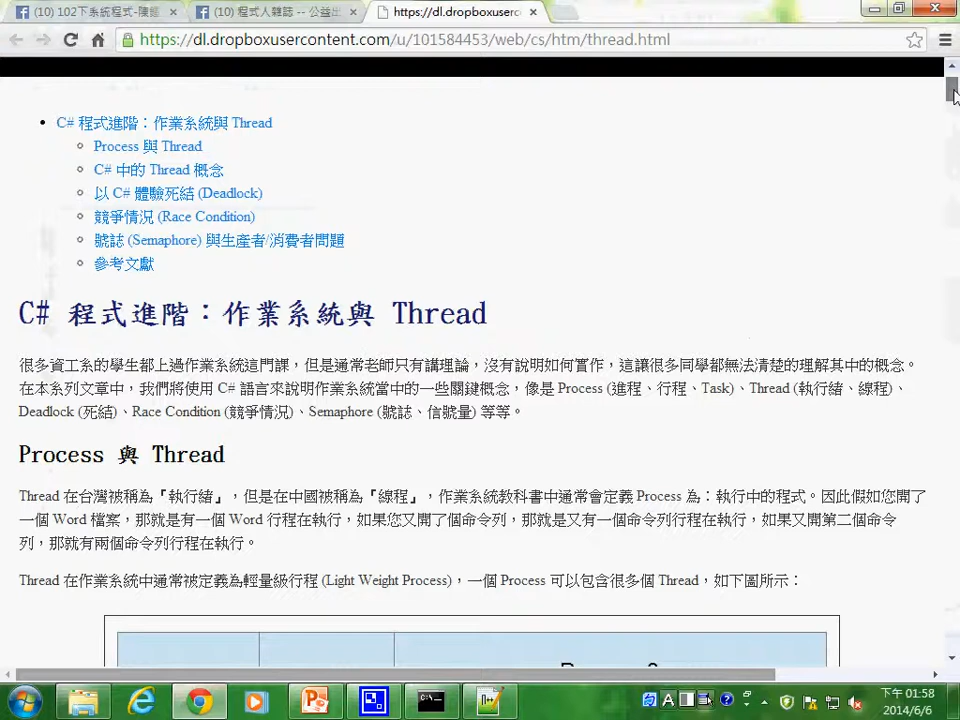 (10) 102下系統程式-陳鍾
(10) 程式人雜誌 -- 公益出
https://dl.dropboxuserco
https://dl.dropboxusercontent.com/u/101584453/web/cs/htm/thread.html
C# 程式進階：作業系統與 Thread
Process 與 Thread
C# 中的 Thread 概念
以 C# 體驗死結 (Deadlock)
競爭情況 (Race Condition)
號誌 (Semaphore) 與生產者/消費者問題
參考文獻
C# 程式進階：作業系統與 Thread
很多資工系的學生都上過作業系統這門課，但是通常老師只有講理論，沒有說明如何實作，這讓很多同學都無法清楚的理解其中的概念。
在本系列文章中，我們將使用 C# 語言來說明作業系統當中的一些關鍵概念，像是 Process (進程、行程、Task)、Thread (執行緒、線程)、
Deadlock (死結)、Race Condition (競爭情況)、Semaphore (號誌、信號量) 等等。
Process 與 Thread
Thread 在台灣被稱為『執行緒』，但是在中國被稱為『線程』，作業系統教科書中通常會定義 Process 為：執行中的程式。因此假如您開了
一個 Word 檔案，那就是有一個 Word 行程在執行，如果您又開了個命令列，那就是又有一個命令列行程在執行，如果又開第二個命令
列，那就有兩個命令列行程在執行。
Thread 在作業系統中通常被定義為輕量級行程 (Light Weight Process)，一個 Process 可以包含很多個 Thread，如下圖所示：
下午 01:58
2014/6/6